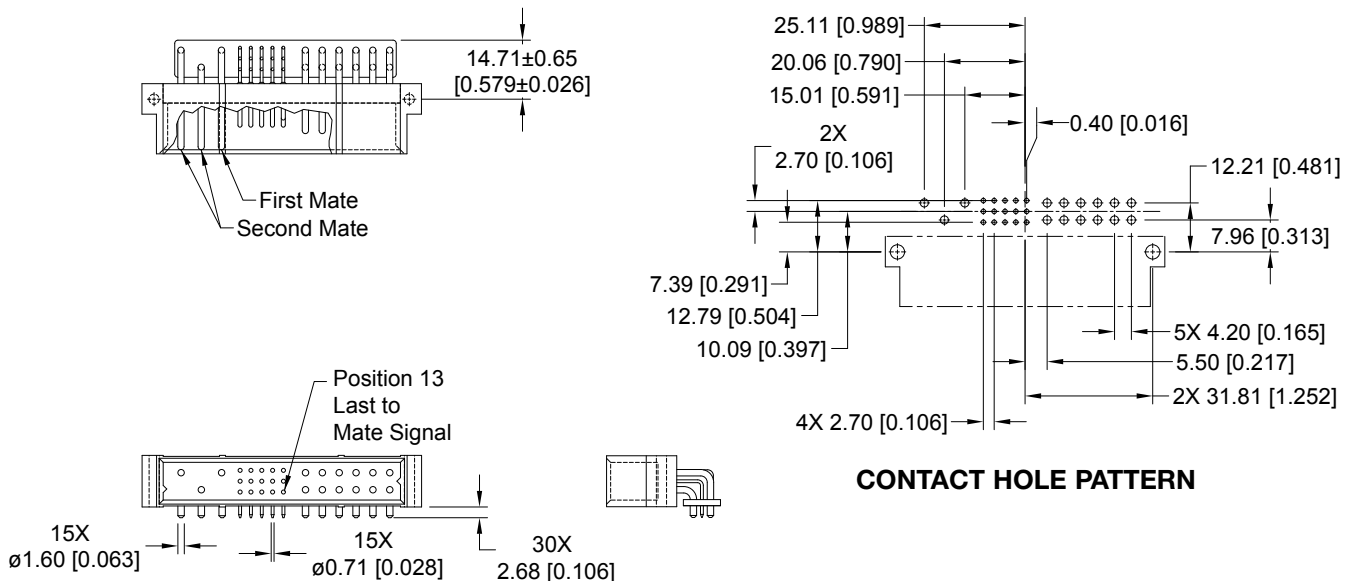 14.71±0.65
[0.579±0.026]
First Mate
Second Mate
25.11 [0.989]
20.06 [0.790]
15.01 [0.591]
2X
2.70 [0.106]
0.40 [0.016]
12.21 [0.481]
7.96 [0.313]
7.39 [0.291]
12.79 [0.504]
10.09 [0.397]
5X 4.20 [0.165]
5.50 [0.217]
2X 31.81 [1.252]
4X 2.70 [0.106]
CONTACT HOLE PATTERN
Position 13
Last to
Mate Signal
15X
ø1.60 [0.063]
15X
ø0.71 [0.028]
30X
2.68 [0.106]